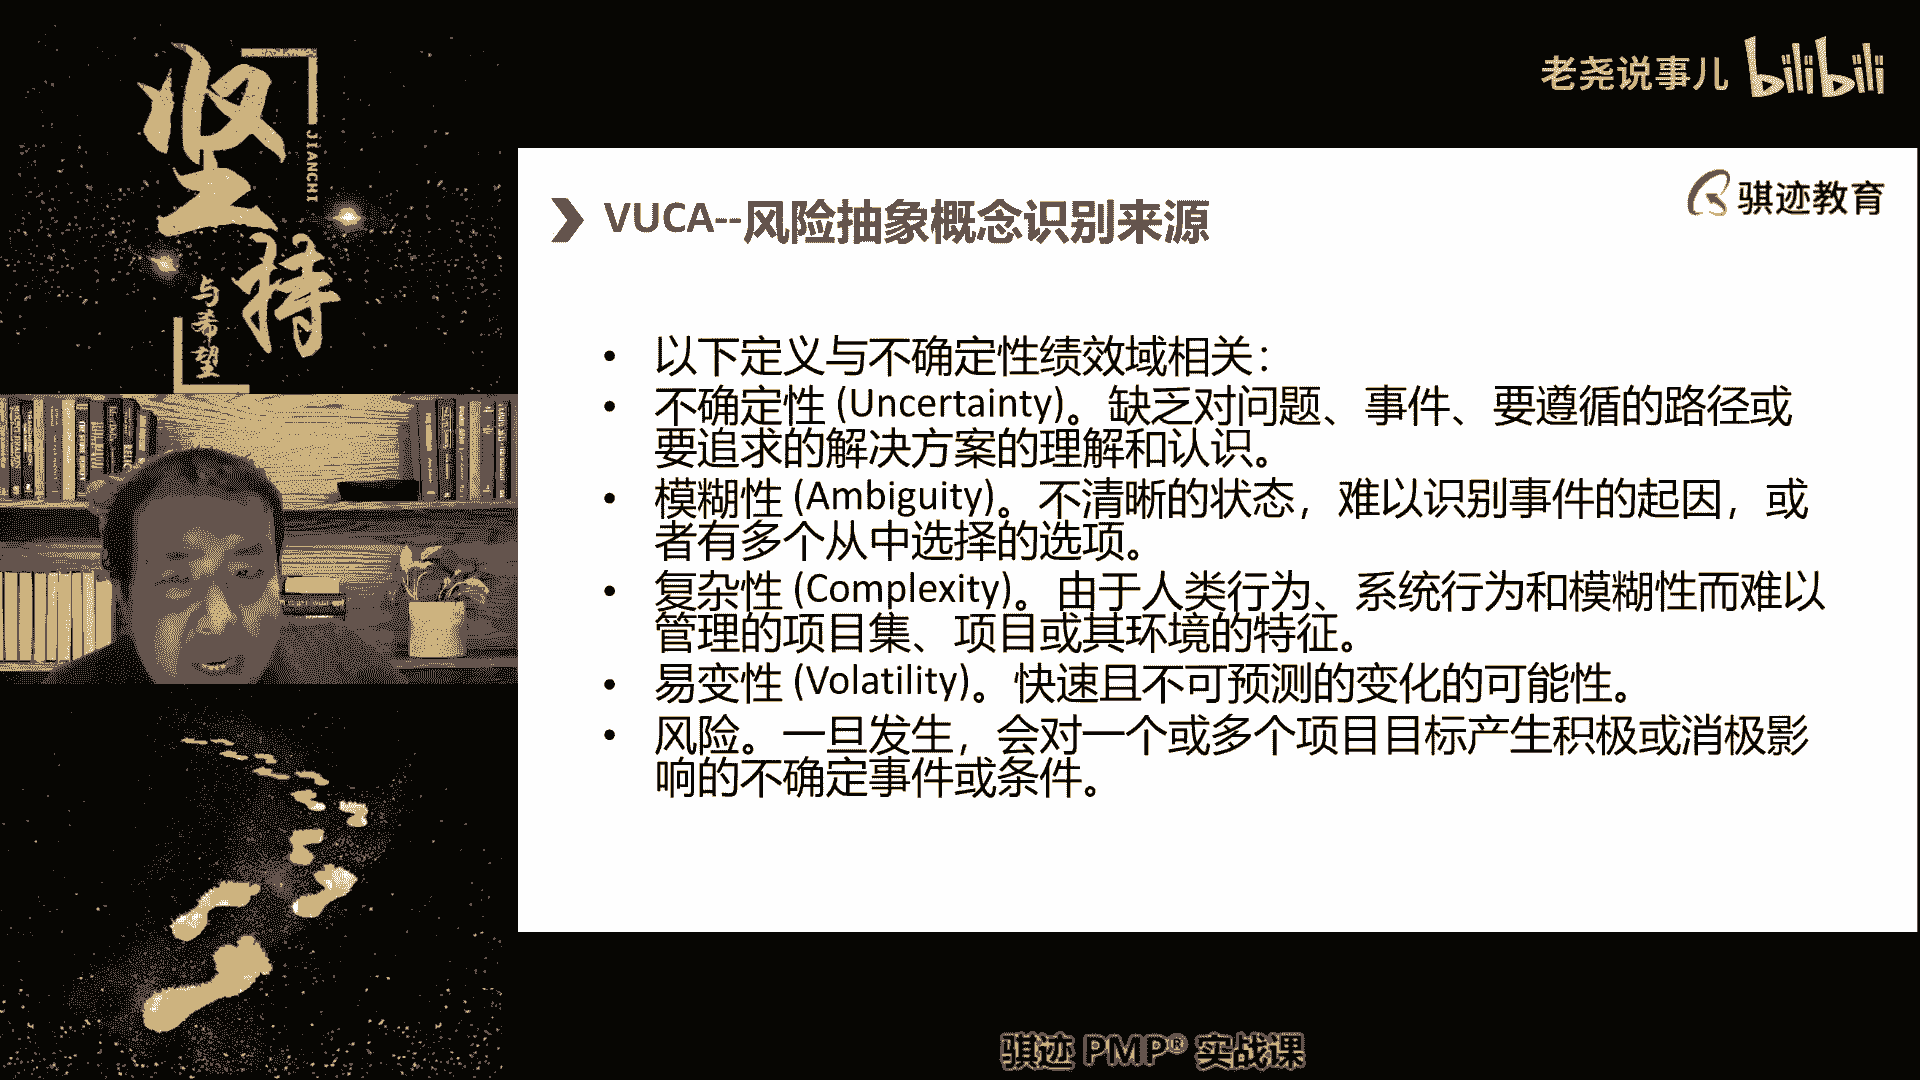 坚持
JIANCHI
与希望
老尧说事儿 bilibili
骐迹教育
VUCA--风险抽象概念识别来源
• 以下定义与不确定性绩效域相关：
• 不确定性 (Uncertainty)。缺乏对问题、事件、要遵循的路径或
要追求的解决方案的理解和认识。
• 模糊性 (Ambiguity)。不清晰的状态，难以识别事件的起因，或
者有多个从中选择的选项。
• 复杂性 (Complexity)。由于人类行为、系统行为和模糊性而难以
管理的项目集、项目或其环境的特征。
• 易变性 (Volatility)。快速且不可预测的变化的可能性。
• 风险。一旦发生，会对一个或多个项目目标产生积极或消极影
响的不确定事件或条件。
骐迹 PMP® 实战课